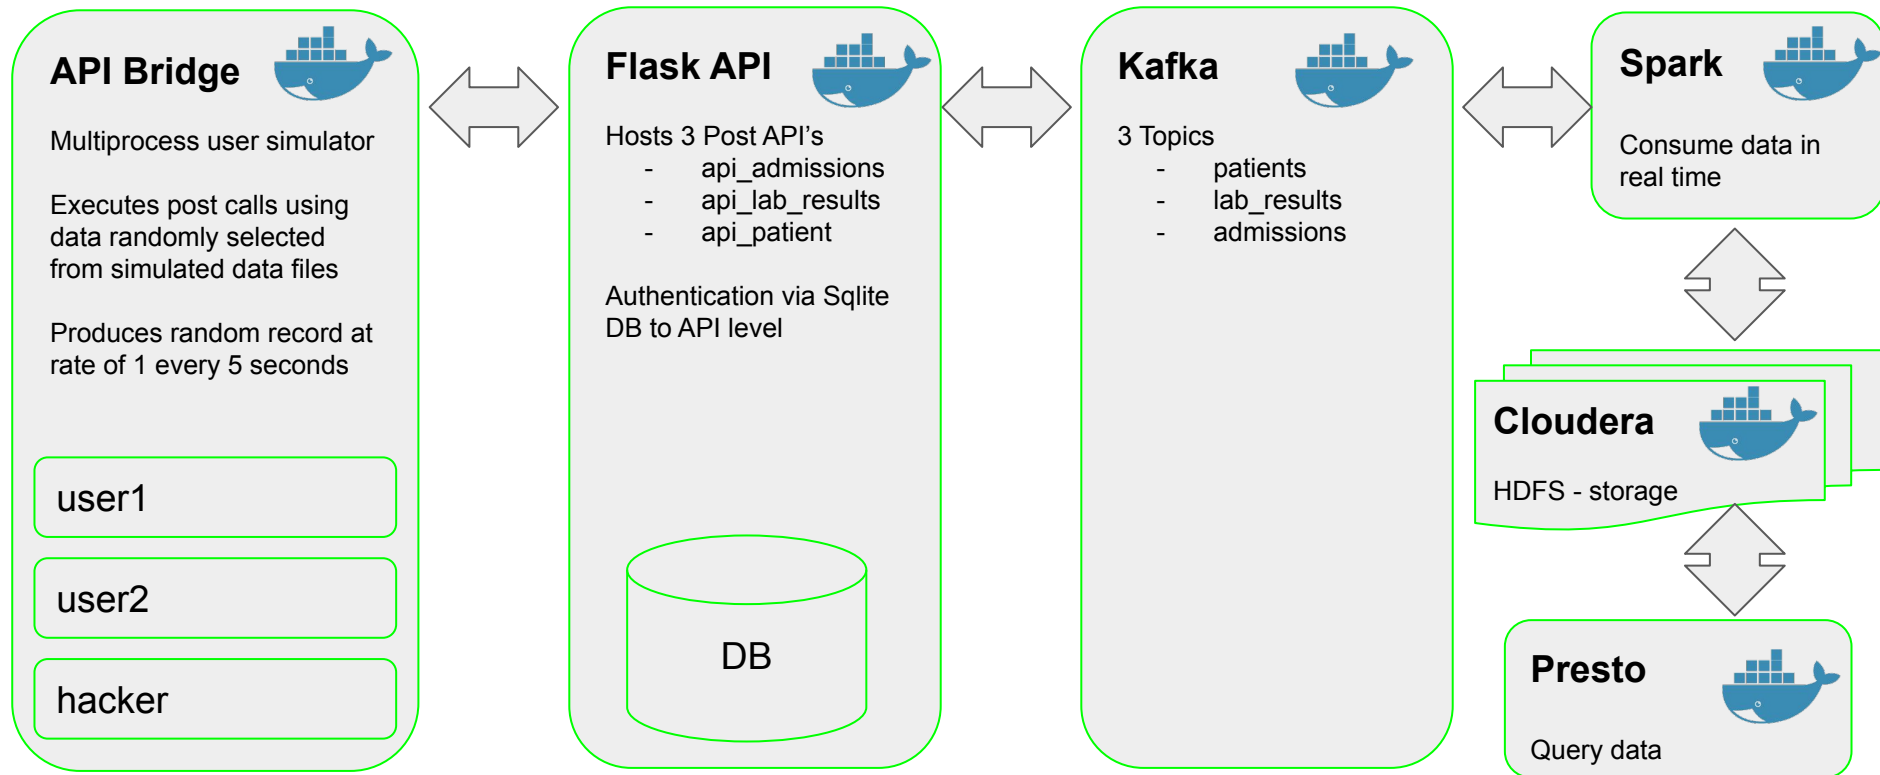 API Bridge
Multiprocess user simulator
Executes post calls using
data randomly selected
from simulated data files
Produces random record at
rate of 1 every 5 seconds
user1
user2
hacker
Flask API
Hosts 3 Post API’s
- api_admissions
- api_lab_results
- api_patient
Authentication via Sqlite
DB to API level
DB
Kafka
3 Topics
- patients
- lab_results
- admissions
Spark
Consume data in
real time
Cloudera
HDFS - storage
Presto
Query data